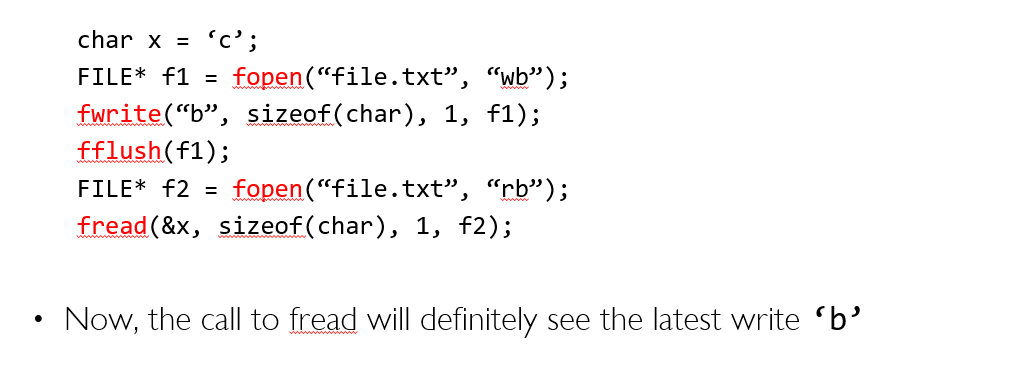 char x = ‘c’;
FILE* f1 = fopen(“file.txt”, “wb”);
fwrite(“b”, sizeof(char), 1, f1);
fflush(f1);
FILE* f2 = fopen(“file.txt”, “rb”);
fread(&x, sizeof(char), 1, f2);
• Now, the call to fread will definitely see the latest write ‘b’